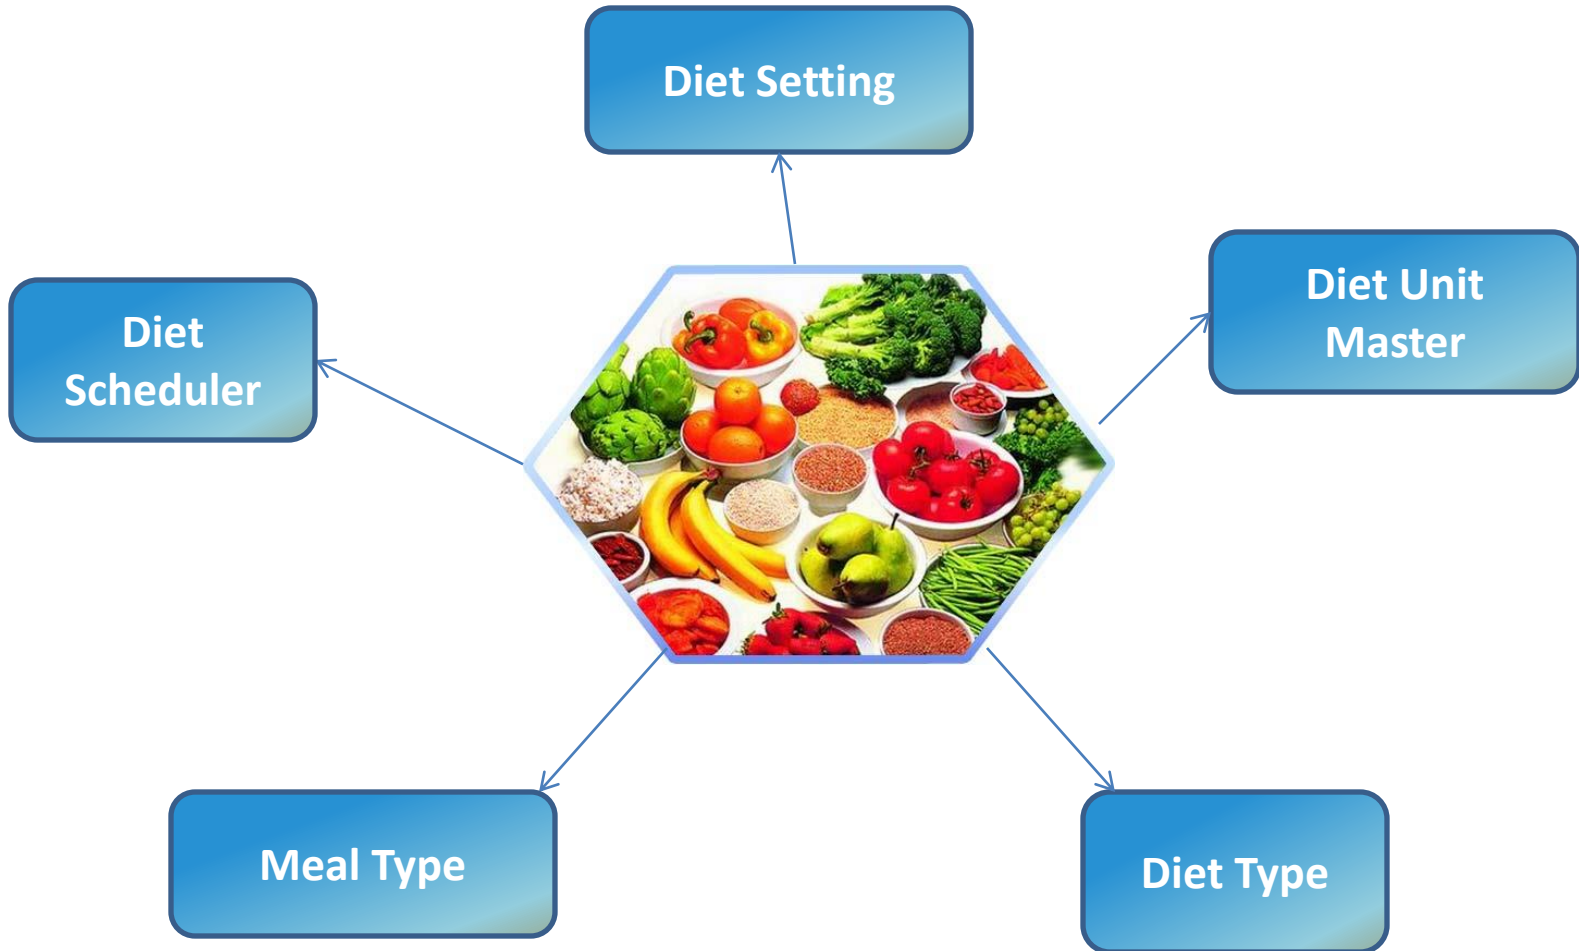 Diet Setting
Diet Unit
Master
Diet
Scheduler
Meal Type
Diet Type